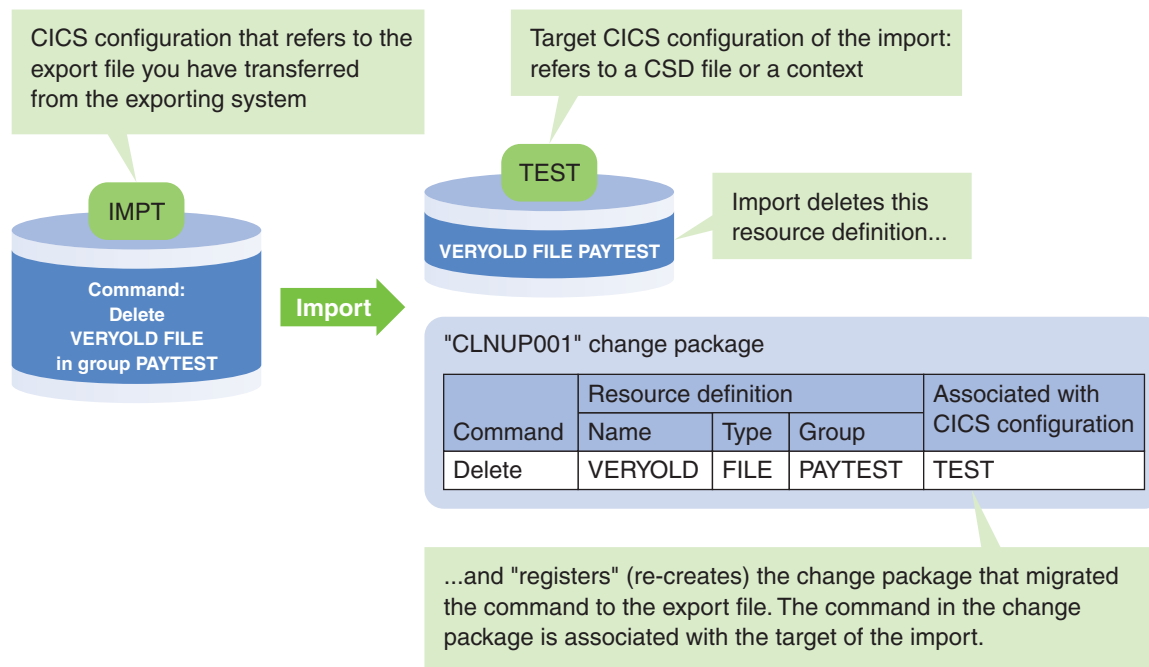 CICS configuration that refers to the
export file you have transferred
from the exporting system
Target CICS configuration of the import:
refers to a CSD file or a context
IMPT
TEST
Import deletes this
resource definition...
VERYOLD FILE PAYTEST
Command:
Delete
VERYOLD FILE
in group PAYTEST
Import
"CLNUP001" change package
Resource definition
Associated with
CICS configuration
Command Name Type Group
Delete VERYOLD FILE PAYTEST TEST
...and "registers" (re-creates) the change package that migrated
the command to the export file. The command in the change
package is associated with the target of the import.